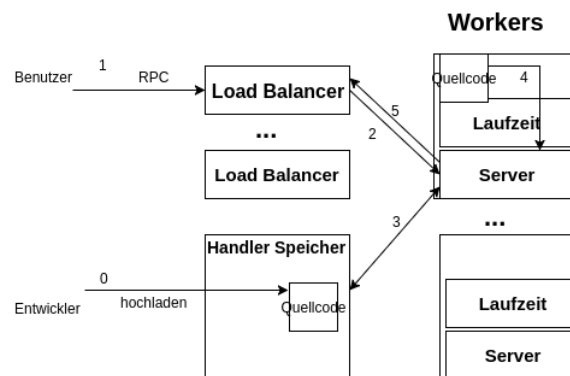 Workers
Benutzer
1
RPC
Load Balancer
...
Load Balancer
5
2
Quellcode
4
Laufzeit
Server
...
3
Handler Speicher
0
hochladen
Entwickler
Quellcode
Laufzeit
Server